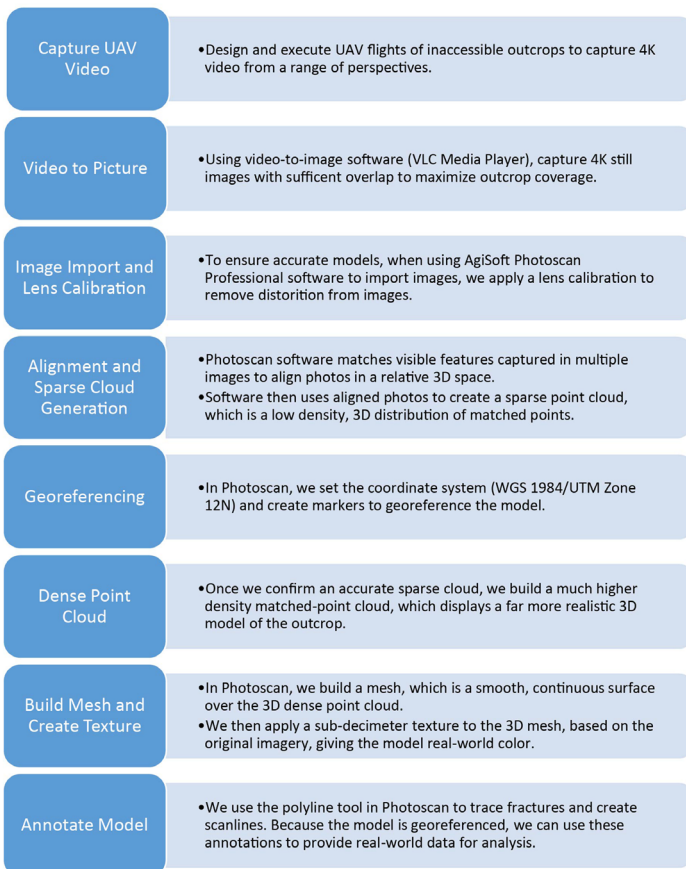 Capture UAV
Video
•Design and execute UAV flights of inaccessible outcrops to capture 4K
video from a range of perspectives.
Video to Picture
•Using video-to-image software (VLC Media Player), capture 4K still
images with sufficent overlap to maximize outcrop coverage.
Image Import and
Lens Calibration
•To ensure accurate models, when using AgiSoft Photoscan
Professional software to import images, we apply a lens calibration to
remove distorition from images.
Alignment and
Sparse Cloud
Generation
•Photoscan software matches visible features captured in multiple
images to align photos in a relative 3D space.
•Software then uses aligned photos to create a sparse point cloud,
which is a low density, 3D distribution of matched points.
Georeferencing
•In Photoscan, we set the coordinate system (WGS 1984/UTM Zone
12N) and create markers to georeference the model.
Dense Point
Cloud
•Once we confirm an accurate sparse cloud, we build a much higher
density matched-point cloud, which displays a far more realistic 3D
model of the outcrop.
Build Mesh and
Create Texture
•In Photoscan, we build a mesh, which is a smooth, continuous surface
over the 3D dense point cloud.
•We then apply a sub-decimeter texture to the 3D mesh, based on the
original imagery, giving the model real-world color.
Annotate Model
•We use the polyline tool in Photoscan to trace fractures and create
scanlines. Because the model is georeferenced, we can use these
annotations to provide real-world data for analysis.